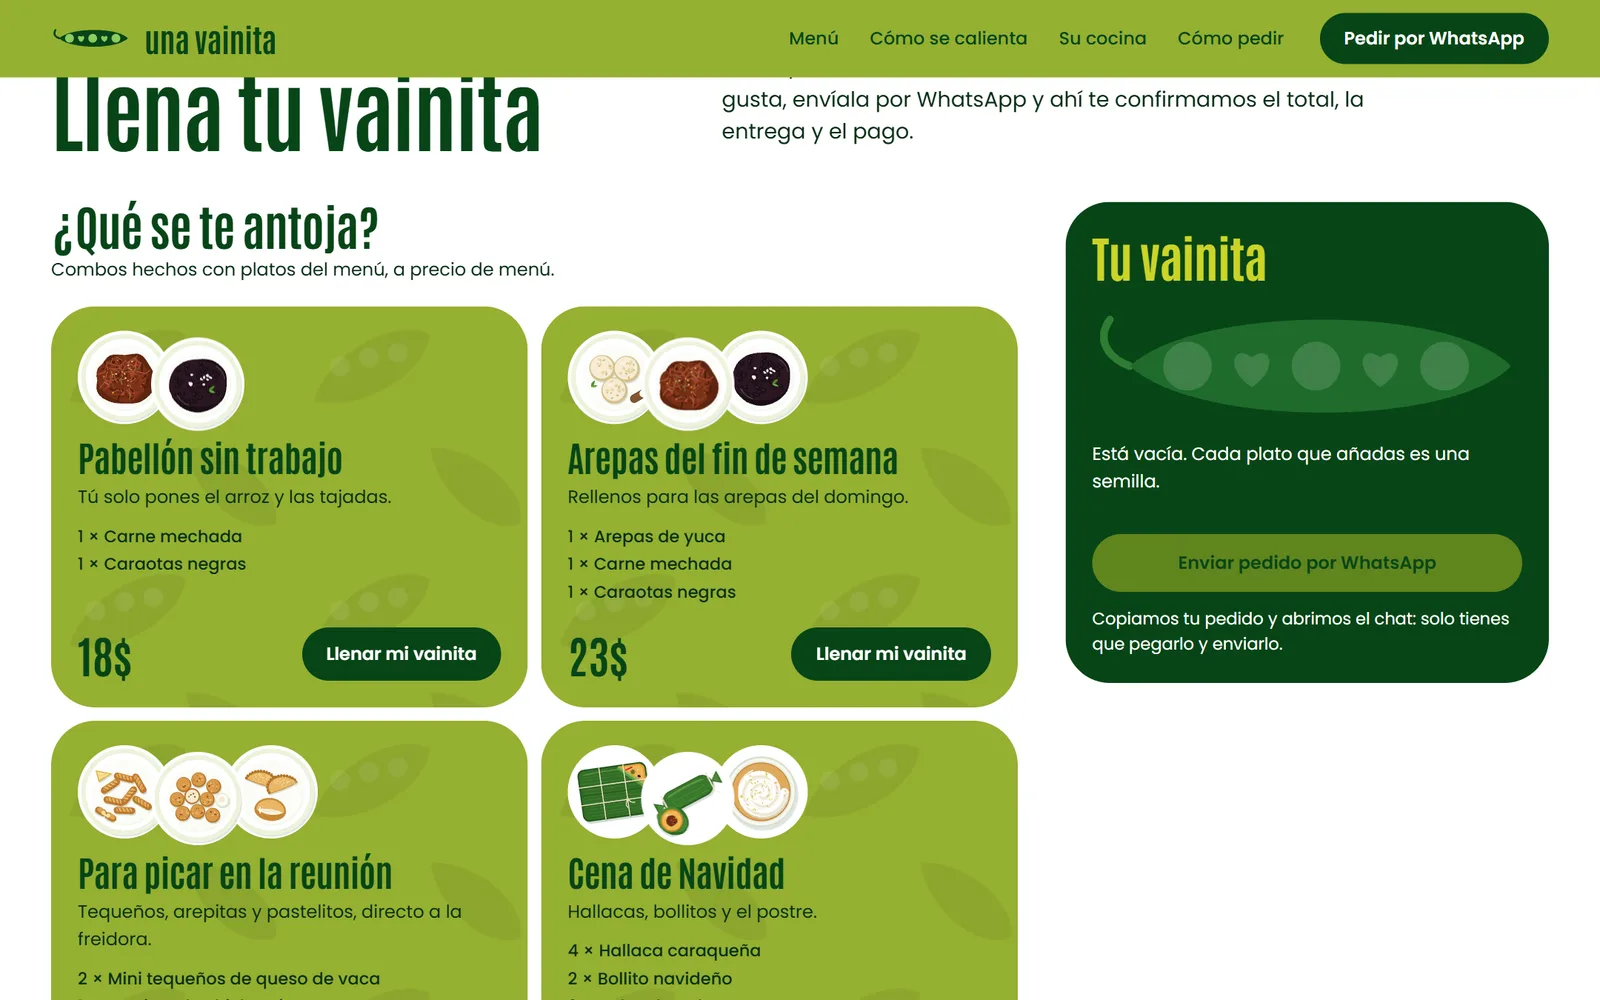 una vainita
Menú
Cómo se calienta
Su cocina
Cómo pedir
Pedir por WhatsApp
Llena tu vainita
gusta, envíala por WhatsApp y ahí te confirmamos el total, la
entrega y el pago.
¿Qué se te antoja?
Combos hechos con platos del menú, a precio de menú.
Pabellón sin trabajo
Tú solo pones el arroz y las tajadas.
1 × Carne mechada
1 × Caraotas negras
18$
Llenar mi vainita
Arepas del fin de semana
Rellenos para las arepas del domingo.
1 × Arepas de yuca
1 × Carne mechada
1 × Caraotas negras
23$
Llenar mi vainita
Para picar en la reunión
Tequeños, arepitas y pastelitos, directo a la
freidora.
2 × Mini tequeños de queso de vaca
Cena de Navidad
Hallacas, bollitos y el postre.
4 × Hallaca caraqueña
2 × Bollito navideño
Tu vainita
Está vacía. Cada plato que añadas es una
semilla.
Enviar pedido por WhatsApp
Copiamos tu pedido y abrimos el chat: solo tienes
que pegarlo y enviarlo.